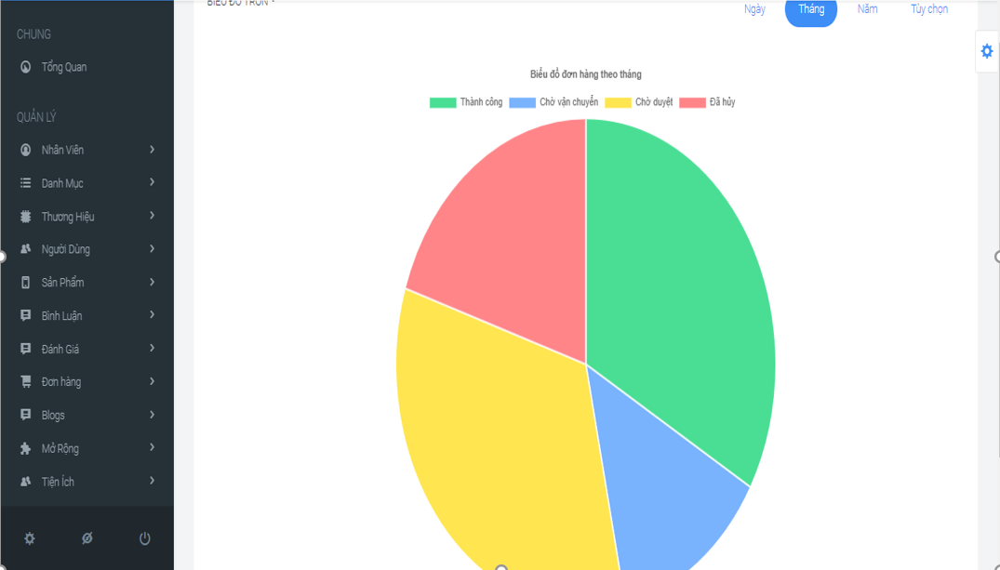 BIỂU ĐỒ TRÒN
Ngày
Tháng
Năm
Tùy chọn
CHUNG
Tổng Quan
QUẢN LÝ
Nhân Viên
Danh Mục
Thương Hiệu
Người Dùng
Sản Phẩm
Bình Luận
Đánh Giá
Đơn hàng
Blogs
Mở Rộng
Tiện Ích
Biểu đồ đơn hàng theo tháng
Thành công
Chờ vận chuyển
Chờ duyệt
Đã hủy